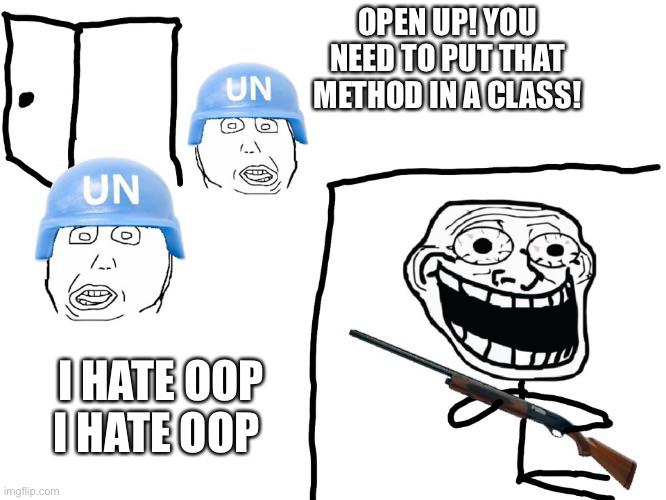 OPEN UP! YOU
NEED TO PUT THAT
METHOD IN A CLASS!
UN
UN
I HATE OOP
I HATE OOP
imgflip.com